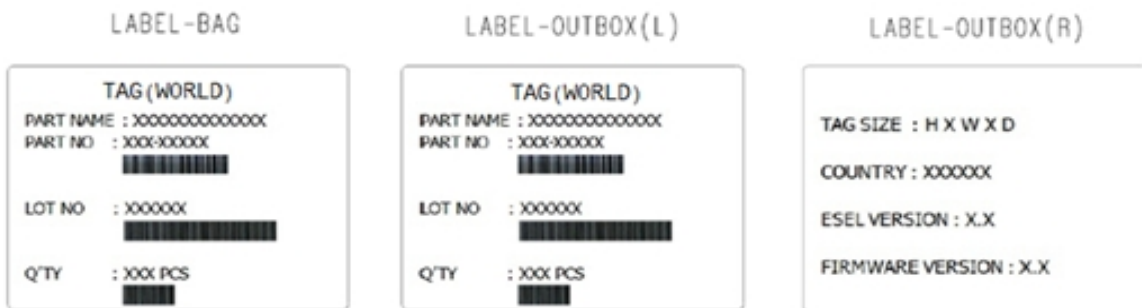 LABEL-BAG
TAG(WORLD)
PART NAME : XXXXXXXXXXXXXX
PART NO : XXX-XXXXX
LOT NO : XXXXXX
Q'TY : XXX PCS
LABEL-OUTBOX(L)
TAG(WORLD)
PART NAME : XXXXXXXXXXXXXX
PART NO : XXX-XXXXX
LOT NO : XXXXXX
Q'TY : XXX PCS
LABEL-OUTBOX(R)
TAG SIZE : H X W X D
COUNTRY : XXXXXX
ESEL VERSION : X.X
FIRMWARE VERSION : X.X